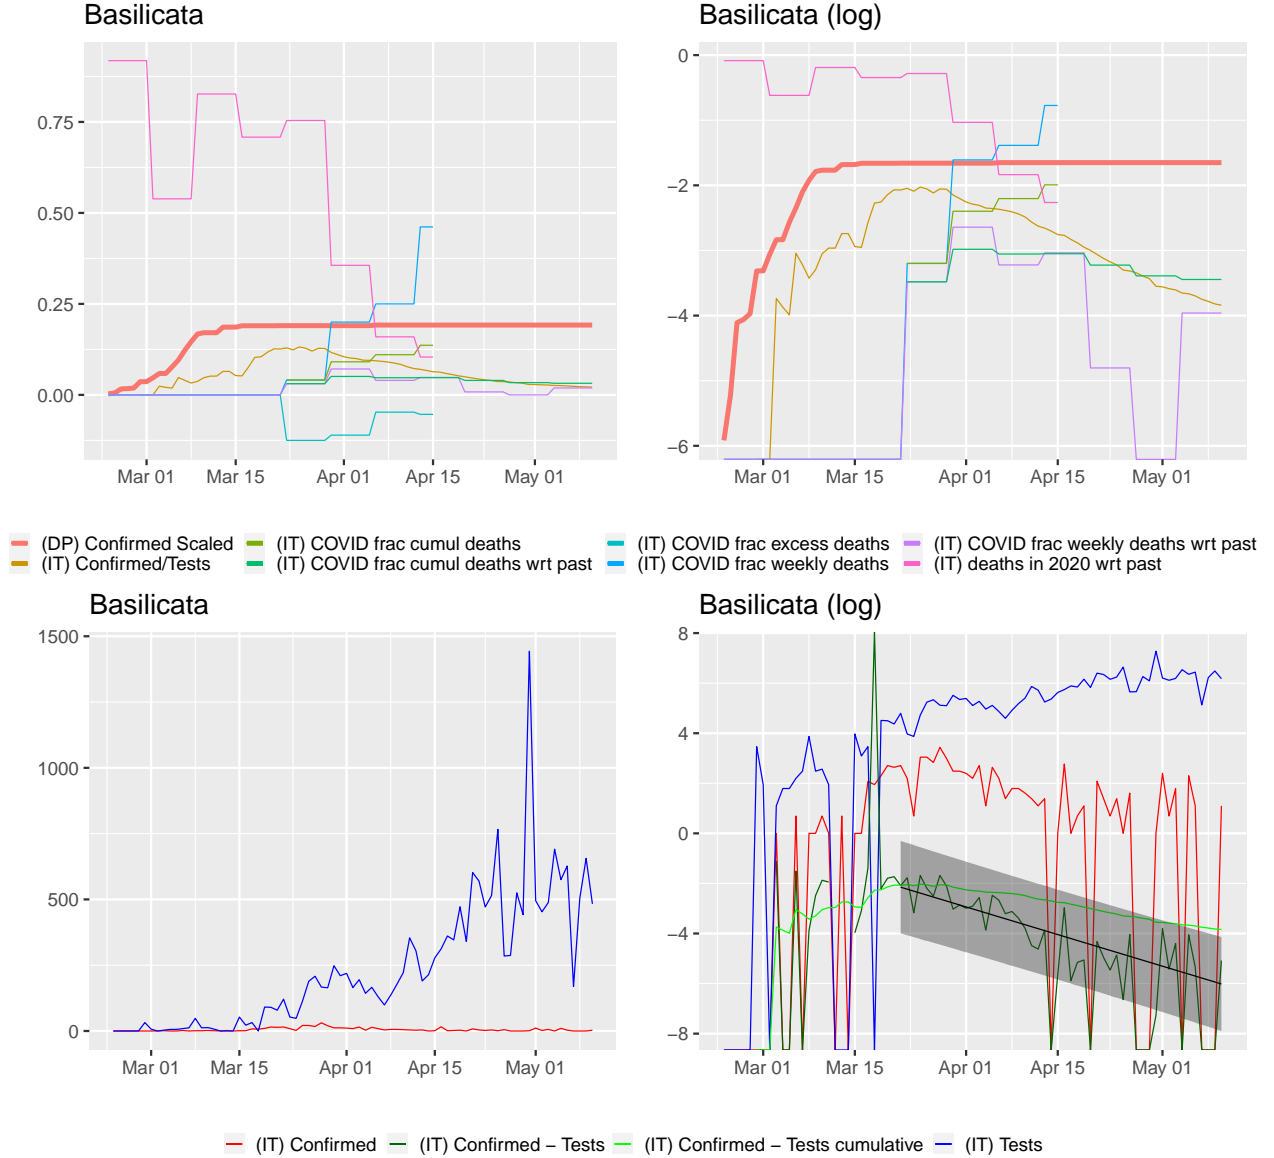 Basilicata
Basilicata (log)
0.75
0.50
0.25
0.00
Mar 01 Mar 15 Apr 01 Apr 15 May 01
0
−2
−4
−6
Mar 01 Mar 15 Apr 01 Apr 15 May 01
(DP) Confirmed Scaled (IT) COVID frac cumul deaths (IT) COVID frac excess deaths (IT) COVID frac weekly deaths wrt past
(IT) Confirmed/Tests (IT) COVID frac cumul deaths wrt past (IT) COVID frac weekly deaths (IT) deaths in 2020 wrt past
Basilicata
Basilicata (log)
1500
1000
500
0
Mar 01 Mar 15 Apr 01 Apr 15 May 01
8
4
0
−4
−8
Mar 01 Mar 15 Apr 01 Apr 15 May 01
(IT) Confirmed (IT) Confirmed − Tests (IT) Confirmed − Tests cumulative (IT) Tests